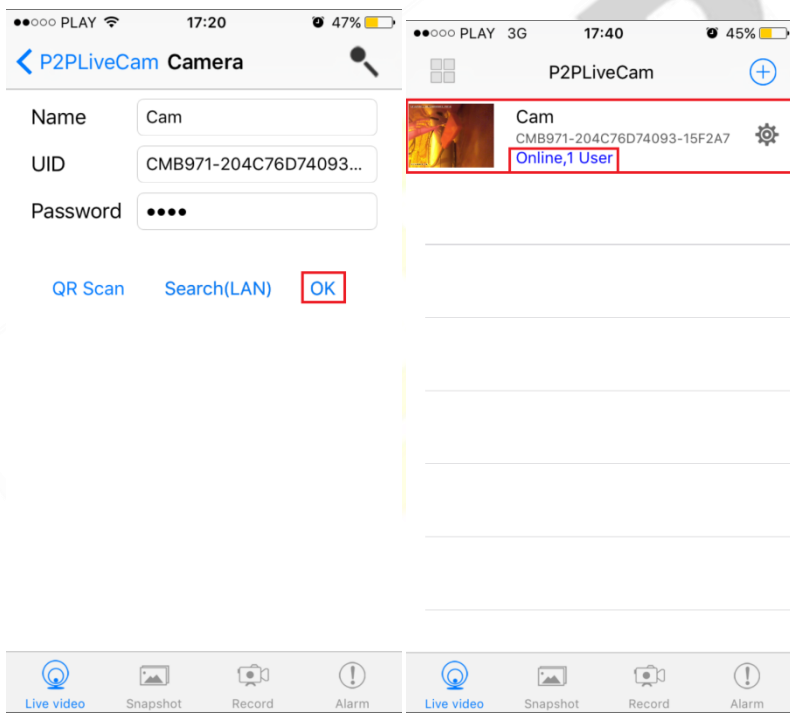 PLAY 17:20 47%
P2PLiveCam Camera
Name Cam
UID CMB971-204C76D74093...
Password ••••
QR Scan Search(LAN) OK
Live video Snapshot Record Alarm
PLAY 3G 17:40 45%
P2PLiveCam
Cam
CMB971-204C76D74093-15F2A7
Online,1 User
Live video Snapshot Record Alarm